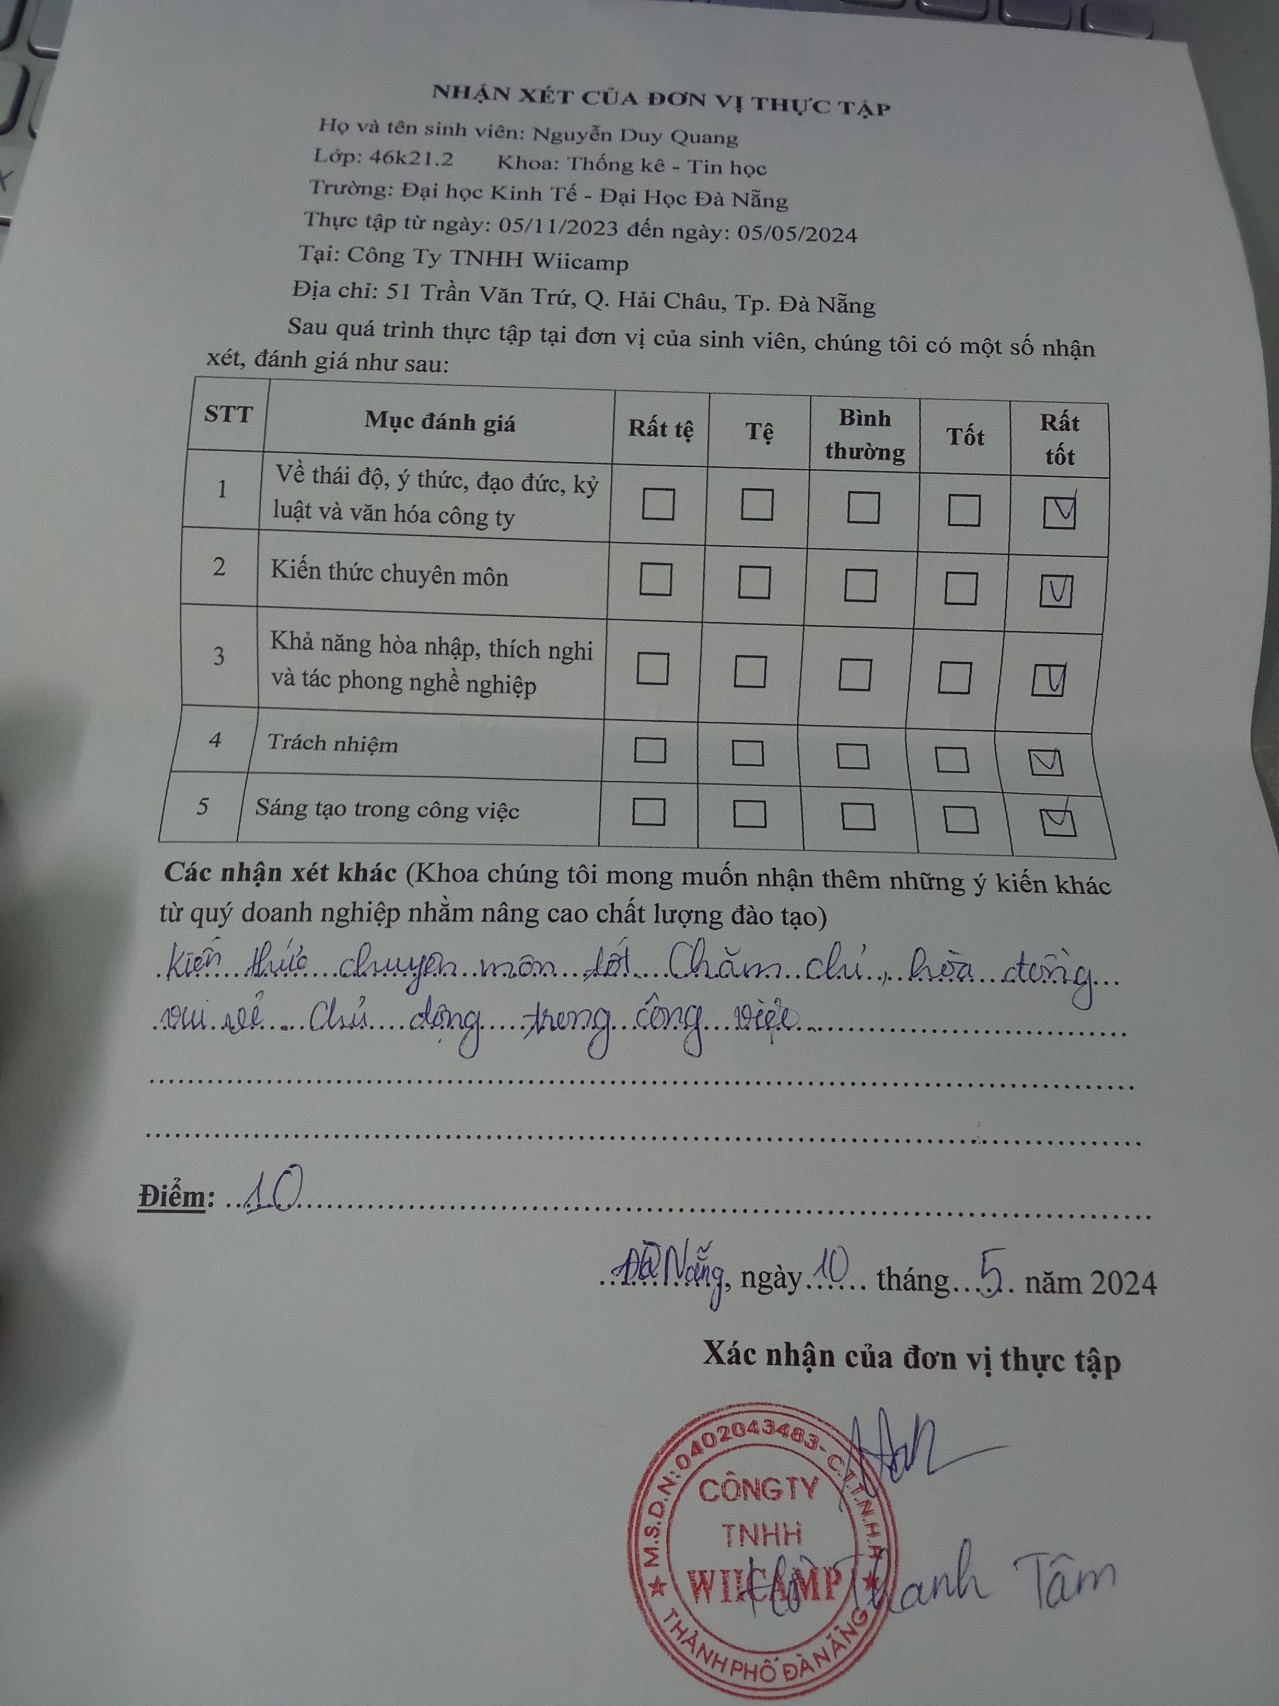 NHẬN XÉT CỦA ĐƠN VỊ THỰC TẬP
Họ và tên sinh viên: Nguyễn Duy Quang
Lớp: 46k21.2 Khoa: Thống kê - Tin học
Trường: Đại học Kinh Tế - Đại Học Đà Nẵng
Thực tập từ ngày: 05/11/2023 đến ngày: 05/05/2024
Tại: Công Ty TNHH Wiicamp
Địa chỉ: 51 Trần Văn Trứ, Q. Hải Châu, Tp. Đà Nẵng
Sau quá trình thực tập tại đơn vị của sinh viên, chúng tôi có một số nhận
xét, đánh giá như sau:
STT Mục đánh giá Rất tệ Tệ Bình thường Tốt Rất tốt
1 Về thái độ, ý thức, đạo đức, kỷ
luật và văn hóa công ty
2 Kiến thức chuyên môn
3 Khả năng hòa nhập, thích nghi
và tác phong nghề nghiệp
4 Trách nhiệm
5 Sáng tạo trong công việc
Các nhận xét khác (Khoa chúng tôi mong muốn nhận thêm những ý kiến khác
từ quý doanh nghiệp nhằm nâng cao chất lượng đào tạo)
Kiến thức chuyên môn tốt. Chăm chỉ, hòa đồng
vui vẻ. Chủ động trong công việc
Điểm: 10
Đà Nẵng, ngày 10 tháng 5 năm 2024
Xác nhận của đơn vị thực tập
M.S.D.N: 0402043483 - C.T.T.N.H.H
CÔNG TY
TNHH
WIICAMP
THÀNH PHỐ ĐÀ NẴNG
Hồ Thanh Tâm